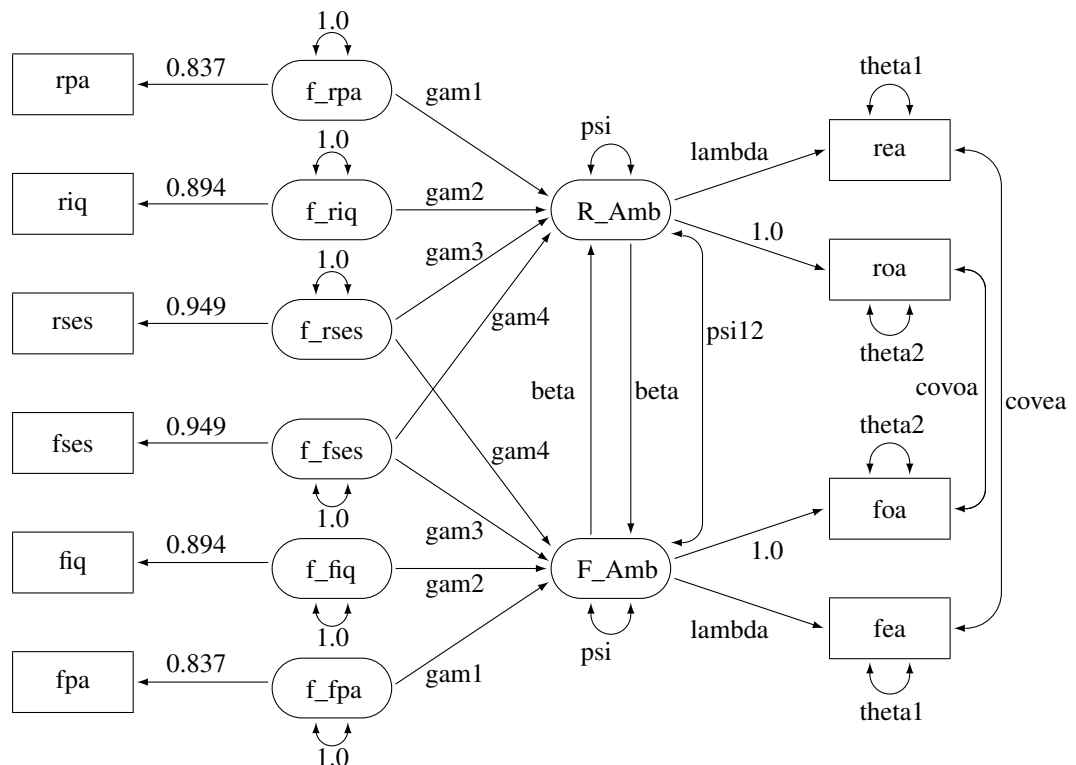 1.0
rpa
0.837
f_rpa
gam1
theta1
1.0
psi
lambda
rea
riq
0.894
f_riq
gam2
R_Amb
1.0
1.0
gam3
roa
rses
0.949
f_rses
gam4
psi12
theta2
beta
beta
covoa
covea
fses
0.949
f_fses
gam4
theta2
1.0
gam3
foa
fiq
0.894
f_fiq
gam2
F_Amb
1.0
1.0
psi
lambda
fea
fpa
0.837
f_fpa
gam1
theta1
1.0